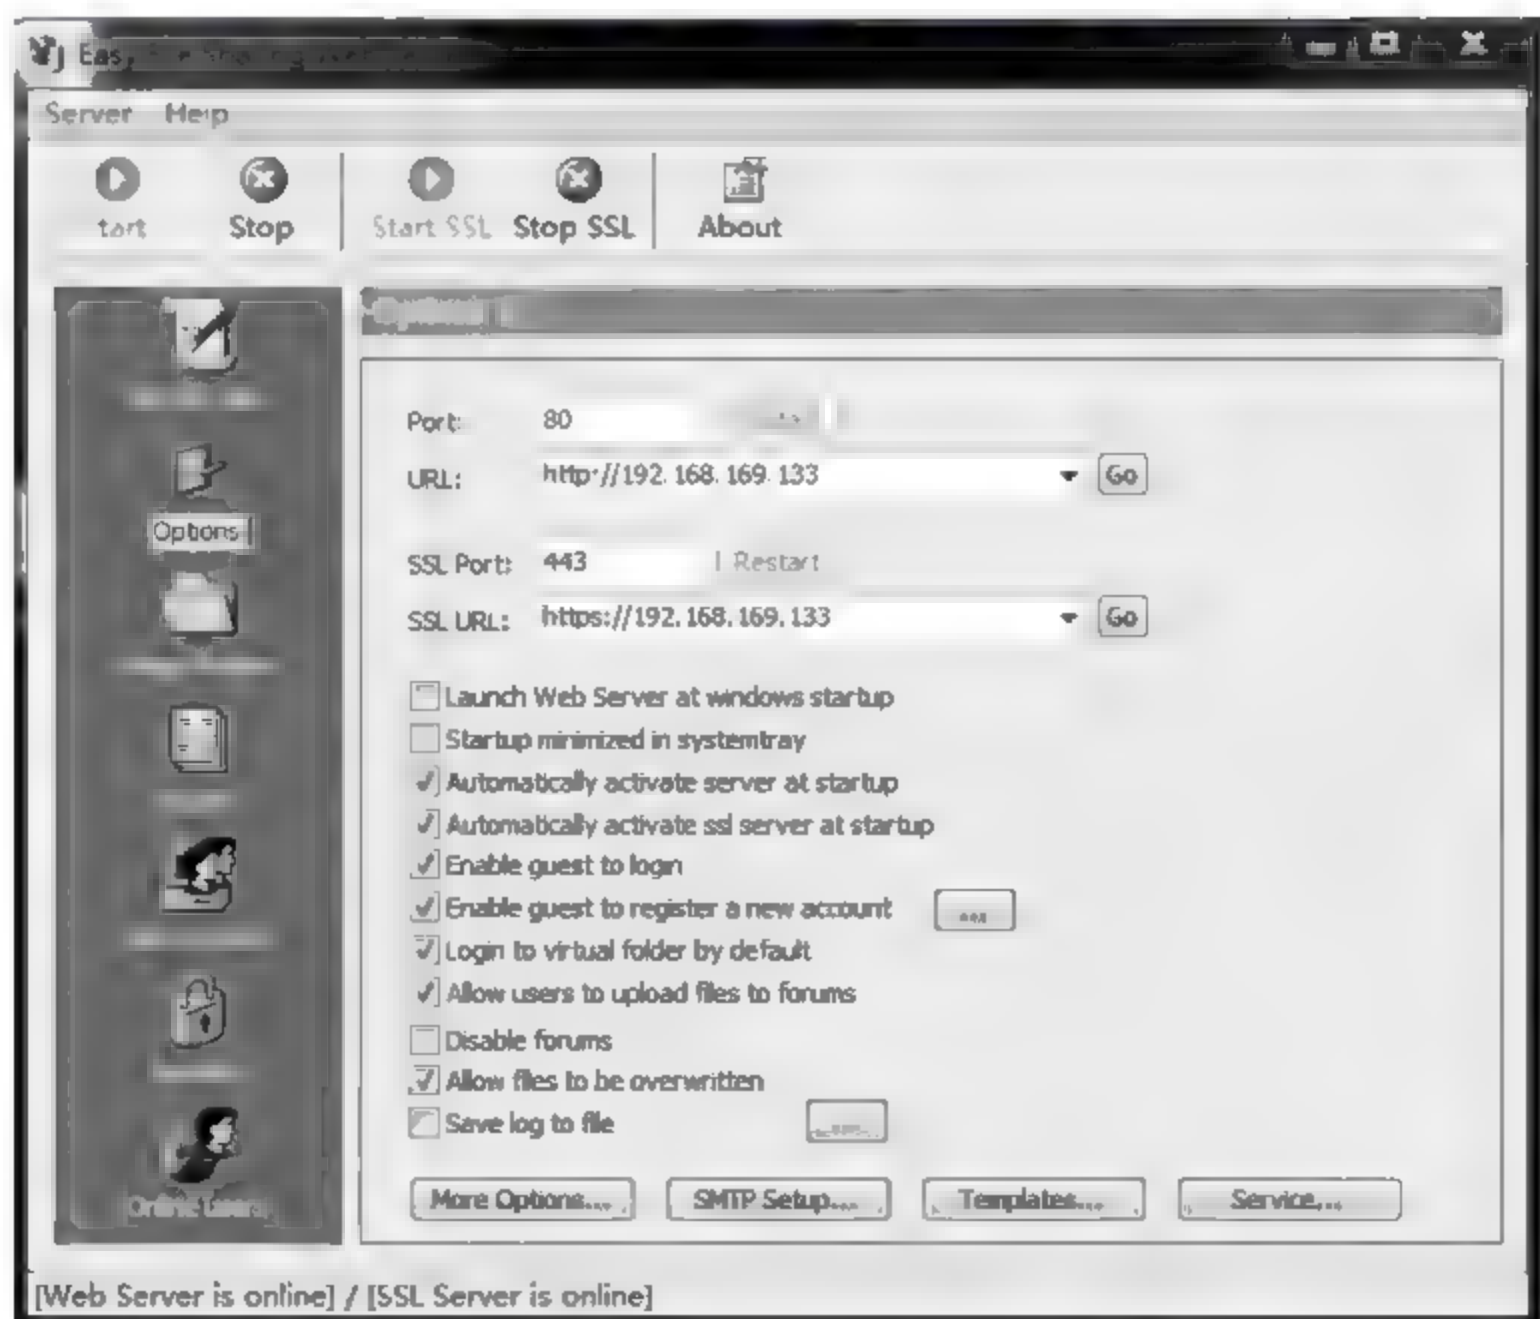 Easy
Server Help
tart Stop Start SSL Stop SSL About
Port: 80
URL: http://192.168.169.133 Go
Options
SSL Port: 443 Restart
SSL URL: https://192.168.169.133 Go
Launch Web Server at windows startup
Startup minimized in systemtray
Automatically activate server at startup
Automatically activate ssl server at startup
Enable guest to login
Enable guest to register a new account ...
Login to virtual folder by default
Allow users to upload files to forums
Disable forums
Allow files to be overwritten
Save log to file ...
Online Users
More Options... SMTP Setup... Templates... Service...
[Web Server is online] / [SSL Server is online]